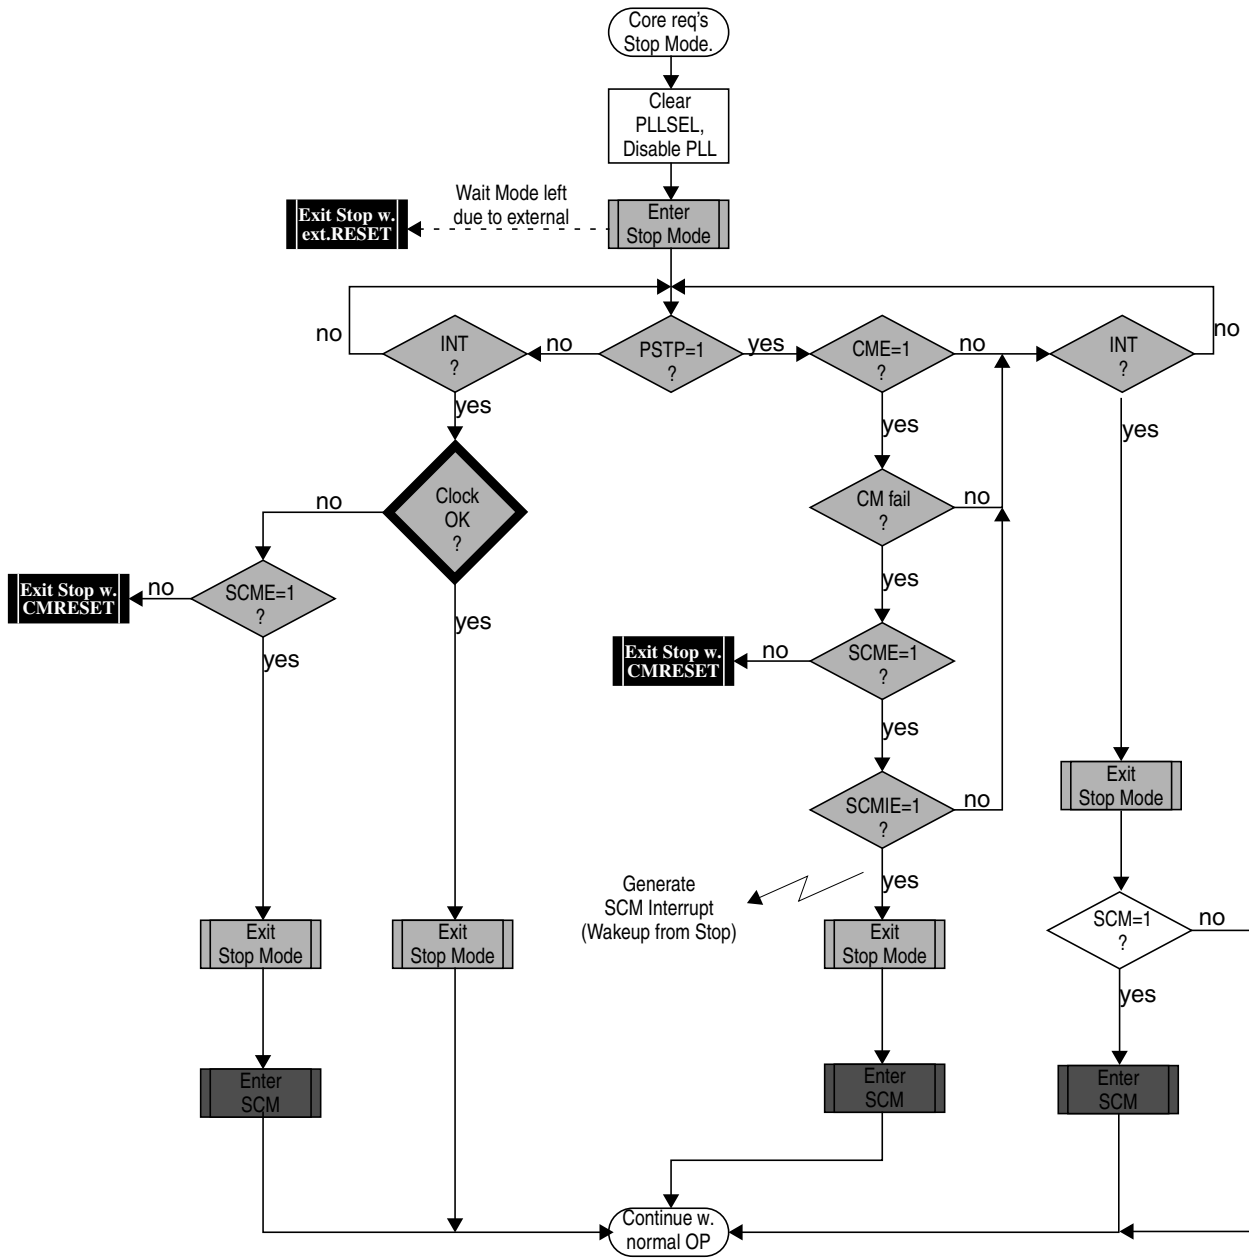 Core req's
Stop Mode.
Clear
PLLSEL,
Disable PLL
Wait Mode left
due to external
Exit Stop w.
ext.RESET
Enter
Stop Mode
no
INT
?
no
PSTP=1
?
yes
CME=1
?
no
INT
?
no
yes
yes
yes
no
Clock
OK
?
CM fail
?
no
Exit Stop w.
CMRESET
no
SCME=1
?
yes
yes
yes
Exit Stop w.
CMRESET
no
SCME=1
?
yes
SCMIE=1
?
no
Exit
Stop Mode
Generate
SCM Interrupt
(Wakeup from Stop)
yes
Exit
Stop Mode
Exit
Stop Mode
Exit
Stop Mode
SCM=1
?
no
yes
Enter
SCM
Enter
SCM
Enter
SCM
Continue w.
normal OP